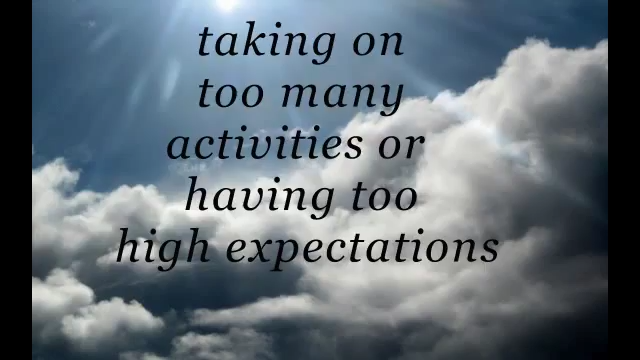 taking on
too many
activities or
having too
high expectations